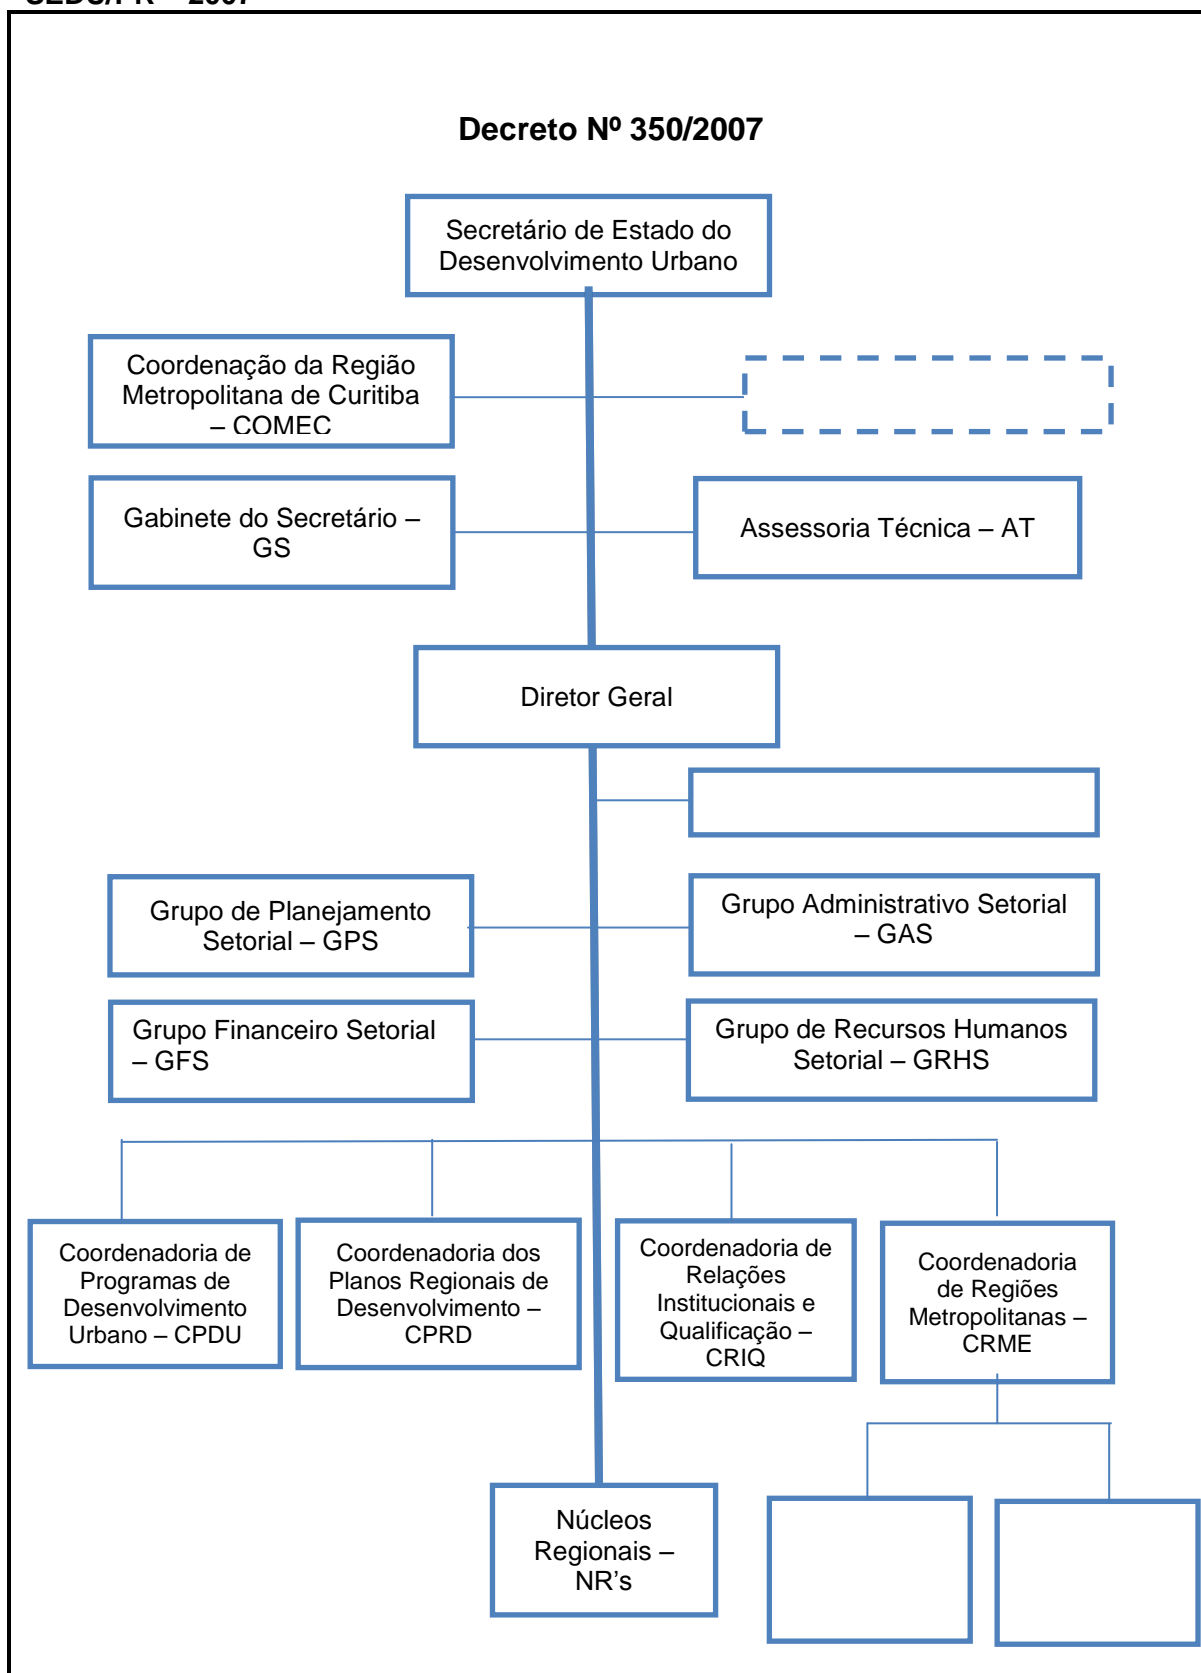 Decreto Nº 350/2007
Secretário de Estado do
Desenvolvimento Urbano
Coordenação da Região
Metropolitana de Curitiba
– COMEC
Gabinete do Secretário –
GS
Assessoria Técnica – AT
Diretor Geral
Grupo de Planejamento
Setorial – GPS
Grupo Administrativo Setorial
– GAS
Grupo Financeiro Setorial
– GFS
Grupo de Recursos Humanos
Setorial – GRHS
Coordenadoria de
Programas de
Desenvolvimento
Urbano – CPDU
Coordenadoria dos
Planos Regionais de
Desenvolvimento –
CPRD
Coordenadoria de
Relações
Institucionais e
Qualificação –
CRIQ
Coordenadoria
de Regiões
Metropolitanas –
CRME
Núcleos
Regionais –
NR’s